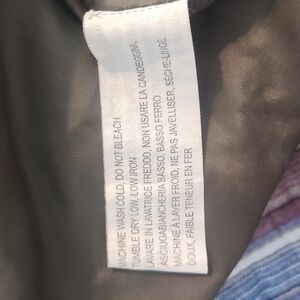 MACHINE WASH COLD, DO NOT BLEACH,
TUMBLE DRY LOW, LOW IRON
LAVARE IN LAVATRICE FREDDO, NON USARE LA CANDEGGINA,
ASCIUGABIANCHERIA BASSO, BASSO FERRO
MACHINE À LAVER FROID, NE PAS JAVELLISER, SÈCHE-LINGE
DOUX, FAIBLE TENEUR EN FER